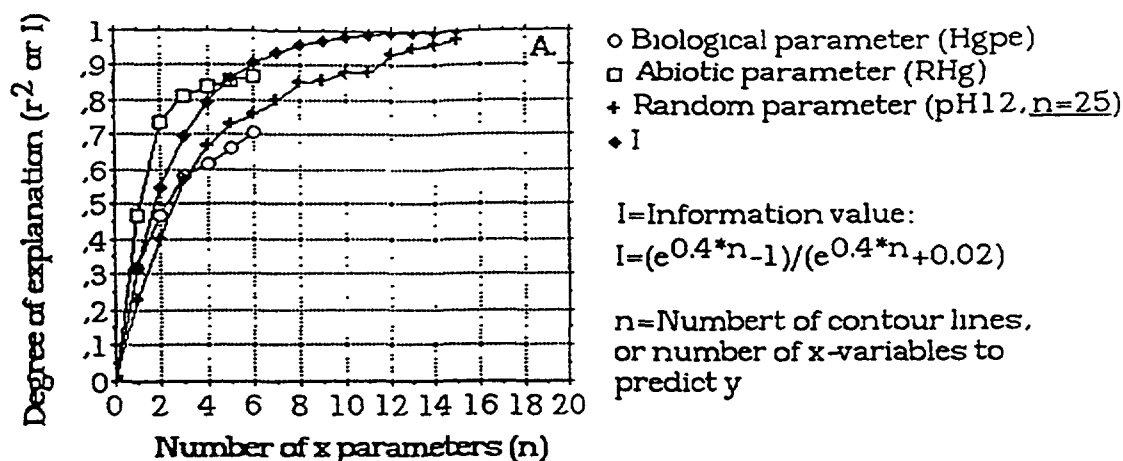 Degree of explanation (r2 or I)
1
,9
,8
,7
,6
,5
,4
,3
,2
,1
0
A.
0 2 4 6 8 10 12 14 16 18 20
Number of x parameters (n)
Biological parameter (Hgpe)
Abiotic parameter (RHg)
Random parameter (pH12, n=25)
I
I=Information value:
I=(e0.4*n-1)/(e0.4*n+0.02)
n=Numbert of contour lines,
or number of x-variables to
predict y